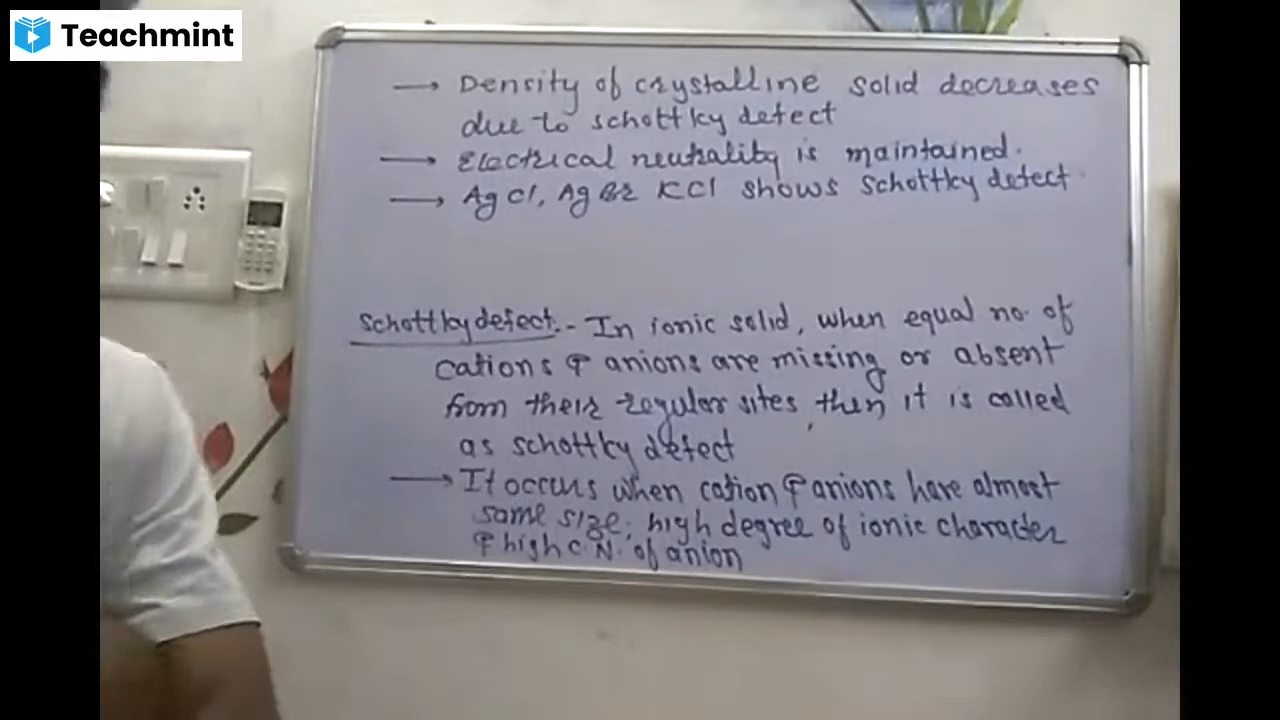 Teachmint
→ Density of crystalline solid decreases
due to schottky defect
→ Electrical neutrality is maintained.
→ AgCl, AgBr KCl shows Schottky defect.
Schottky defect:- In ionic solid, when equal no. of
cations & anions are missing or absent
from their regular sites, then it is called
as schottky defect
→ It occurs when cation & anions have almost
same size, high degree of ionic character
& high C.N. of anion